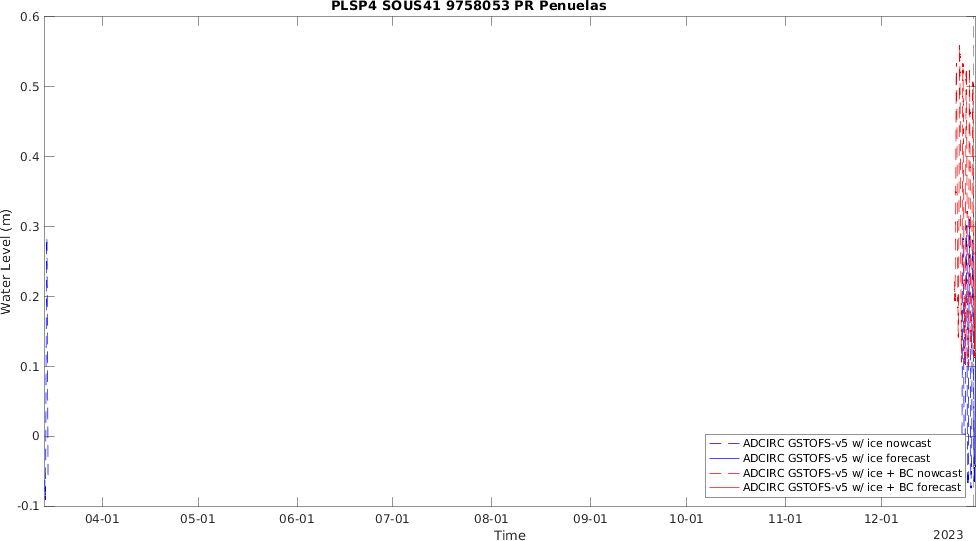 PLSP4 SOUS41 9758053 PR Penuelas
0.6
0.5
0.4
0.3
0.2
0.1
0
-0.1
Water Level (m)
04-01 05-01 06-01 07-01 08-01 09-01 10-01 11-01 12-01
Time
2023
ADCIRC GSTOFS-v5 w/ ice nowcast
ADCIRC GSTOFS-v5 w/ ice forecast
ADCIRC GSTOFS-v5 w/ ice + BC nowcast
ADCIRC GSTOFS-v5 w/ ice + BC forecast